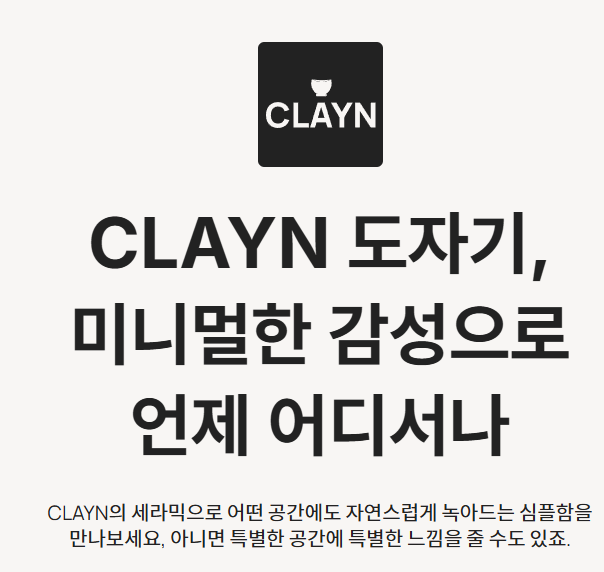 CLAYN
CLAYN 도자기,
미니멀한 감성으로
언제 어디서나
CLAYN의 세라믹으로 어떤 공간에도 자연스럽게 녹아드는 심플함을
만나보세요, 아니면 특별한 공간에 특별한 느낌을 줄 수도 있죠.